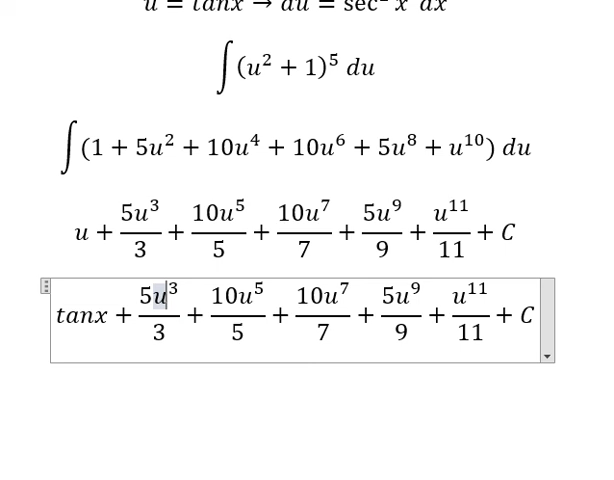 u = tanx → du = sec² x dx
∫(u² + 1)⁵ du
∫(1 + 5u² + 10u⁴ + 10u⁶ + 5u⁸ + u¹⁰) du
u + 5u³/3 + 10u⁵/5 + 10u⁷/7 + 5u⁹/9 + u¹¹/11 + C
tanx + 5u³/3 + 10u⁵/5 + 10u⁷/7 + 5u⁹/9 + u¹¹/11 + C